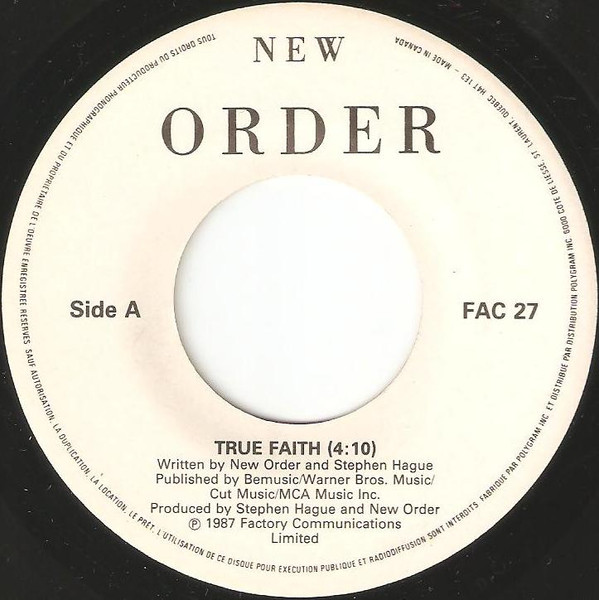 NEW
ORDER
Side A
FAC 27
TRUE FAITH (4:10)
Written by New Order and Stephen Hague
Published by Bemusic/Warner Bros. Music/
Cut Music/MCA Music Inc.
Produced by Stephen Hague and New Order
Ⓟ 1987 Factory Communications
Limited
TOUS DROITS DU PRODUCTEUR PHONOGRAPHIQUE ET DU PROPRIETAIRE DE L'OEUVRE ENREGISTREE RESERVES SAUF AUTORISATION, LA DUPLICATION, LA LOCATION, LE PRET, L'UTILISATION DE CE DISQUE POUR EXECUTION PUBLIQUE ET RADIODIFFUSION SONT INTERDITS FABRIQUE PAR POLYGRAM INC ET DISTRIBUE PAR DISTRIBUTION POLYGRAM INC 6000 COTE DE LIESSE, ST LAURENT, QUEBEC H4T 1E3 – MADE IN CANADA